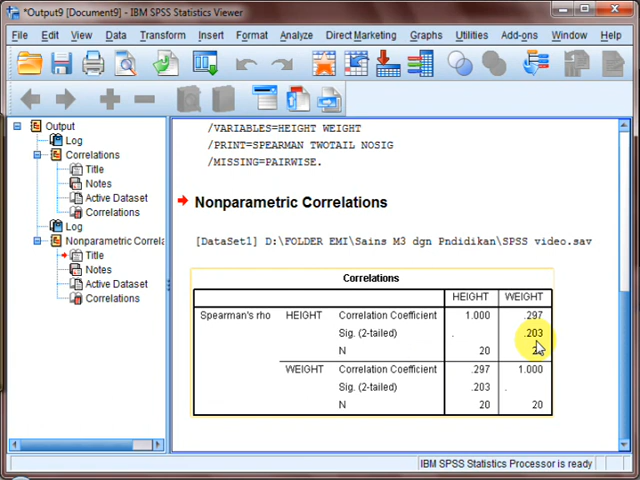 *Output9 [Document9] - IBM SPSS Statistics Viewer
File Edit View Data Transform Insert Format Analyze Direct Marketing Graphs Utilities Add-ons Window Help
Output
Log
Correlations
Title
Notes
Active Dataset
Correlations
Log
Nonparametric Correla
Title
Notes
Active Dataset
Correlations
/VARIABLES=HEIGHT WEIGHT
/PRINT=SPEARMAN TWOTAIL NOSIG
/MISSING=PAIRWISE.
Nonparametric Correlations
[DataSet1] D:\FOLDER EMI\Sains M3 dgn Pndidikan\SPSS video.sav
Correlations
HEIGHT WEIGHT
Spearman's rho HEIGHT Correlation Coefficient 1.000 .297
Sig. (2-tailed) . .203
N 20
WEIGHT Correlation Coefficient .297 1.000
Sig. (2-tailed) .203 .
N 20 20
IBM SPSS Statistics Processor is ready